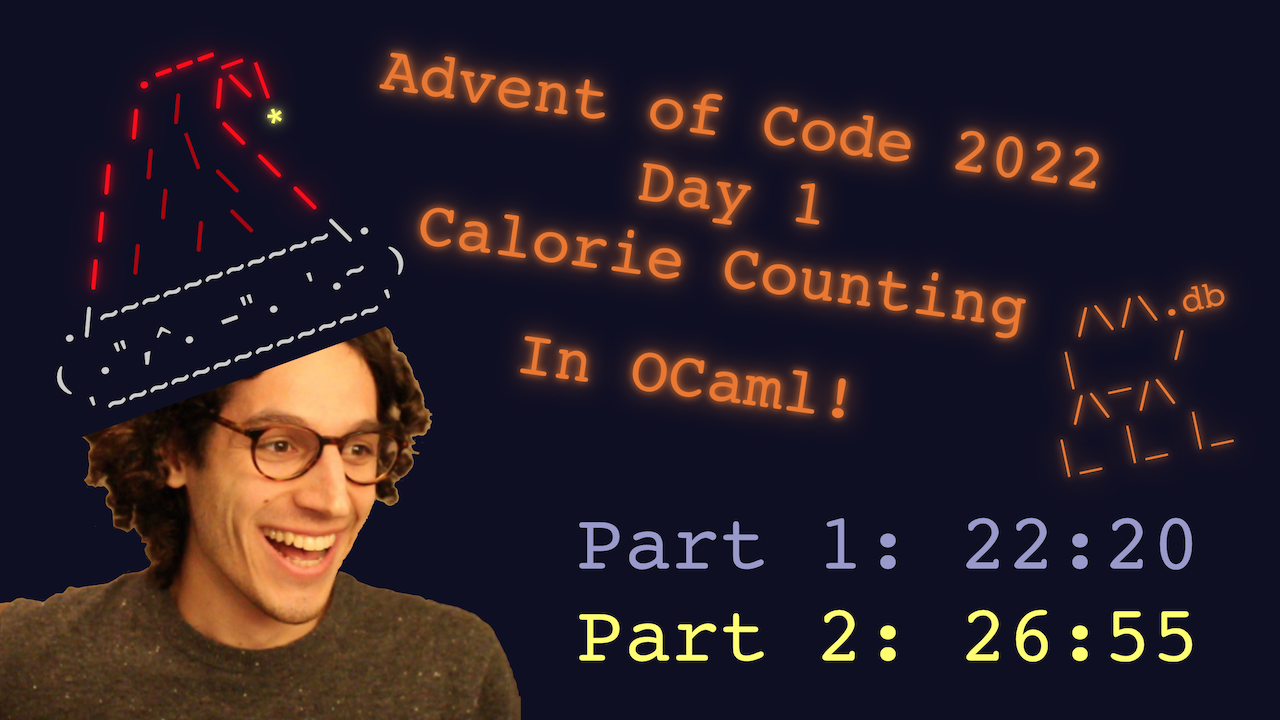 Advent of Code 2022
Day 1
Calorie Counting
In OCaml!
.db
Part 1: 22:20
Part 2: 26:55